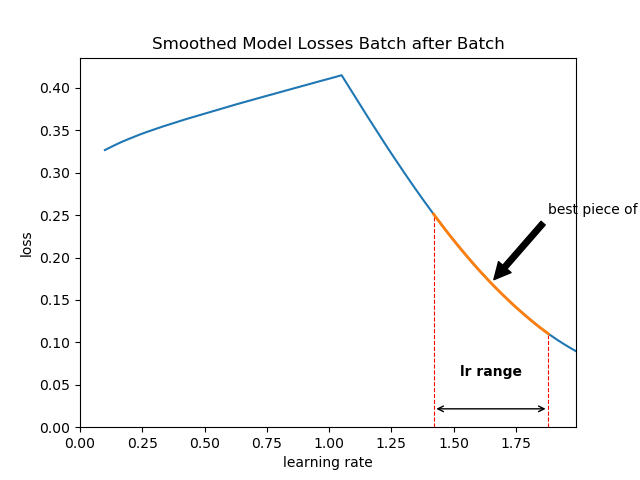 Smoothed Model Losses Batch after Batch
0.40
0.35
0.30
0.25
best piece of
0.20
0.15
0.10
lr range
0.05
0.00
0.00 0.25 0.50 0.75 1.00 1.25 1.50 1.75
loss
learning rate